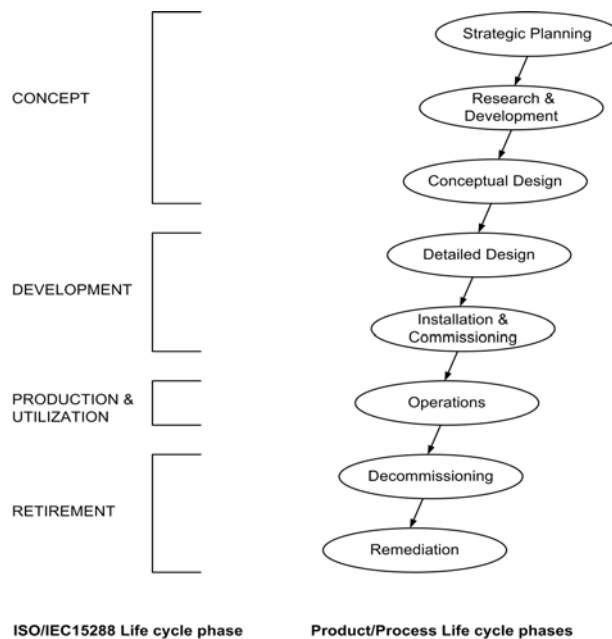 Strategic Planning
CONCEPT
Research &
Development
Conceptual Design
Detailed Design
DEVELOPMENT
Installation &
Commissioning
PRODUCTION &
UTILIZATION
Operations
Decommissioning
RETIREMENT
Remediation
ISO/IEC15288 Life cycle phase
Product/Process Life cycle phases